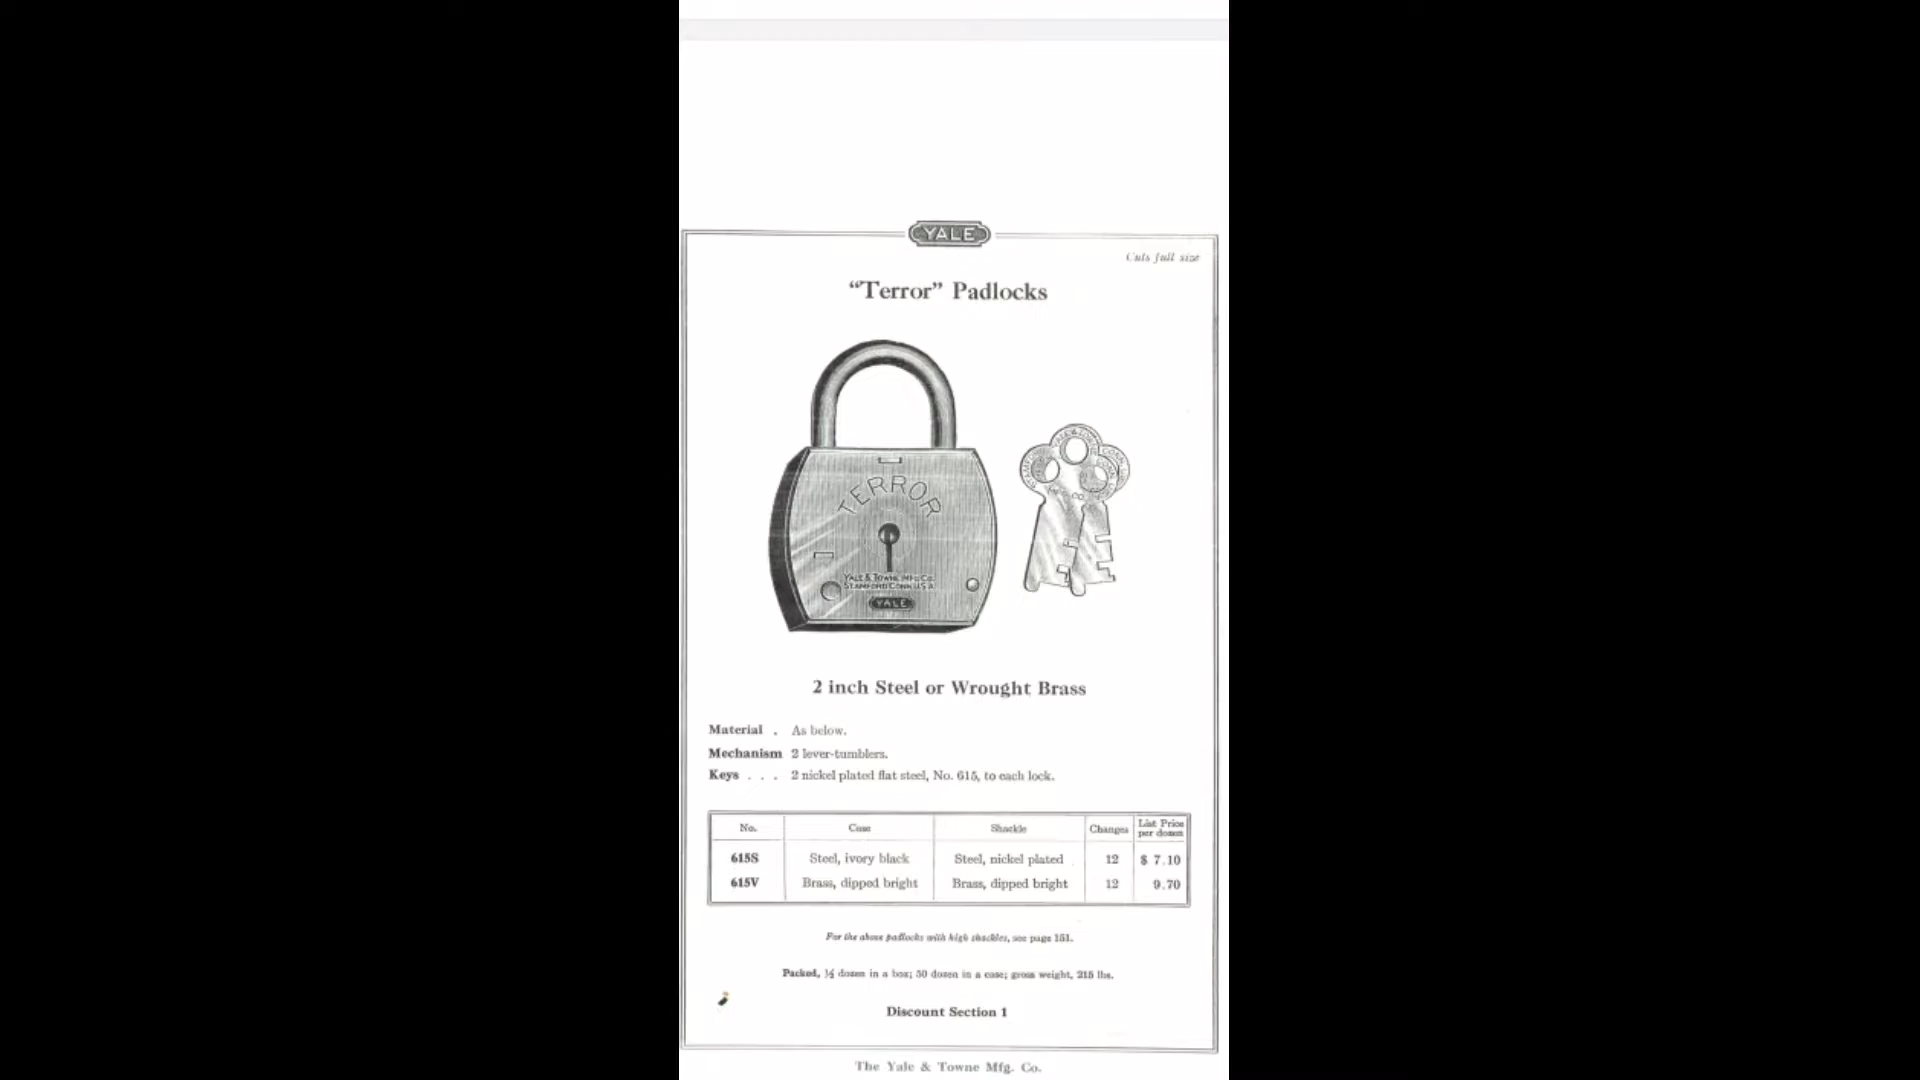 YALE
Cuts full size
"Terror" Padlocks
TERROR
YALE & TOWNE MFG. CO.
STAMFORD CONN. U.S.A.
YALE
2 inch Steel or Wrought Brass
Material . As below.
Mechanism 2 lever-tumblers.
Keys . . . 2 nickel plated flat steel, No. 615, to each lock.
No. Case Shackle Changes List Price per dozen
615S Steel, ivory black Steel, nickel plated 12 $ 7.10
615V Brass, dipped bright Brass, dipped bright 12 9.70
For the above padlocks with high shackles, see page 151.
Packed, ½ dozen in a box; 30 dozen in a case; gross weight, 215 lbs.
Discount Section 1
The Yale & Towne Mfg. Co.